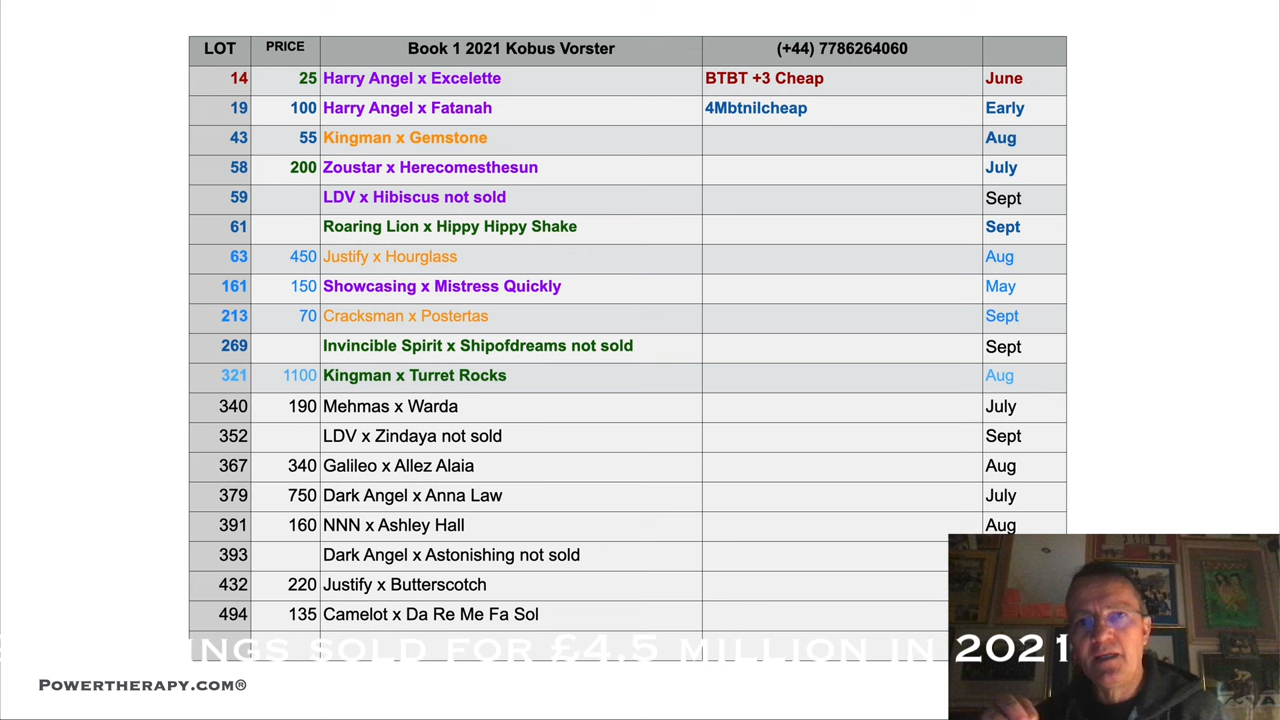 LOT PRICE Book 1 2021 Kobus Vorster (+44) 7786264060
14 25 Harry Angel x Excelette BTBT +3 Cheap June
19 100 Harry Angel x Fatanah 4Mbtnilcheap Early
43 55 Kingman x Gemstone Aug
58 200 Zoustar x Herecomesthesun July
59 LDV x Hibiscus not sold Sept
61 Roaring Lion x Hippy Hippy Shake Sept
63 450 Justify x Hourglass Aug
161 150 Showcasing x Mistress Quickly May
213 70 Cracksman x Postertas Sept
269 Invincible Spirit x Shipofdreams not sold Sept
321 1100 Kingman x Turret Rocks Aug
340 190 Mehmas x Warda July
352 LDV x Zindaya not sold Sept
367 340 Galileo x Allez Alaia Aug
379 750 Dark Angel x Anna Law July
391 160 NNN x Ashley Hall Aug
393 Dark Angel x Astonishing not sold
432 220 Justify x Butterscotch
494 135 Camelot x Da Re Me Fa Sol
INGS SOLD FOR £4.5 MILLION IN 2021
POWERTHERAPY.COM®